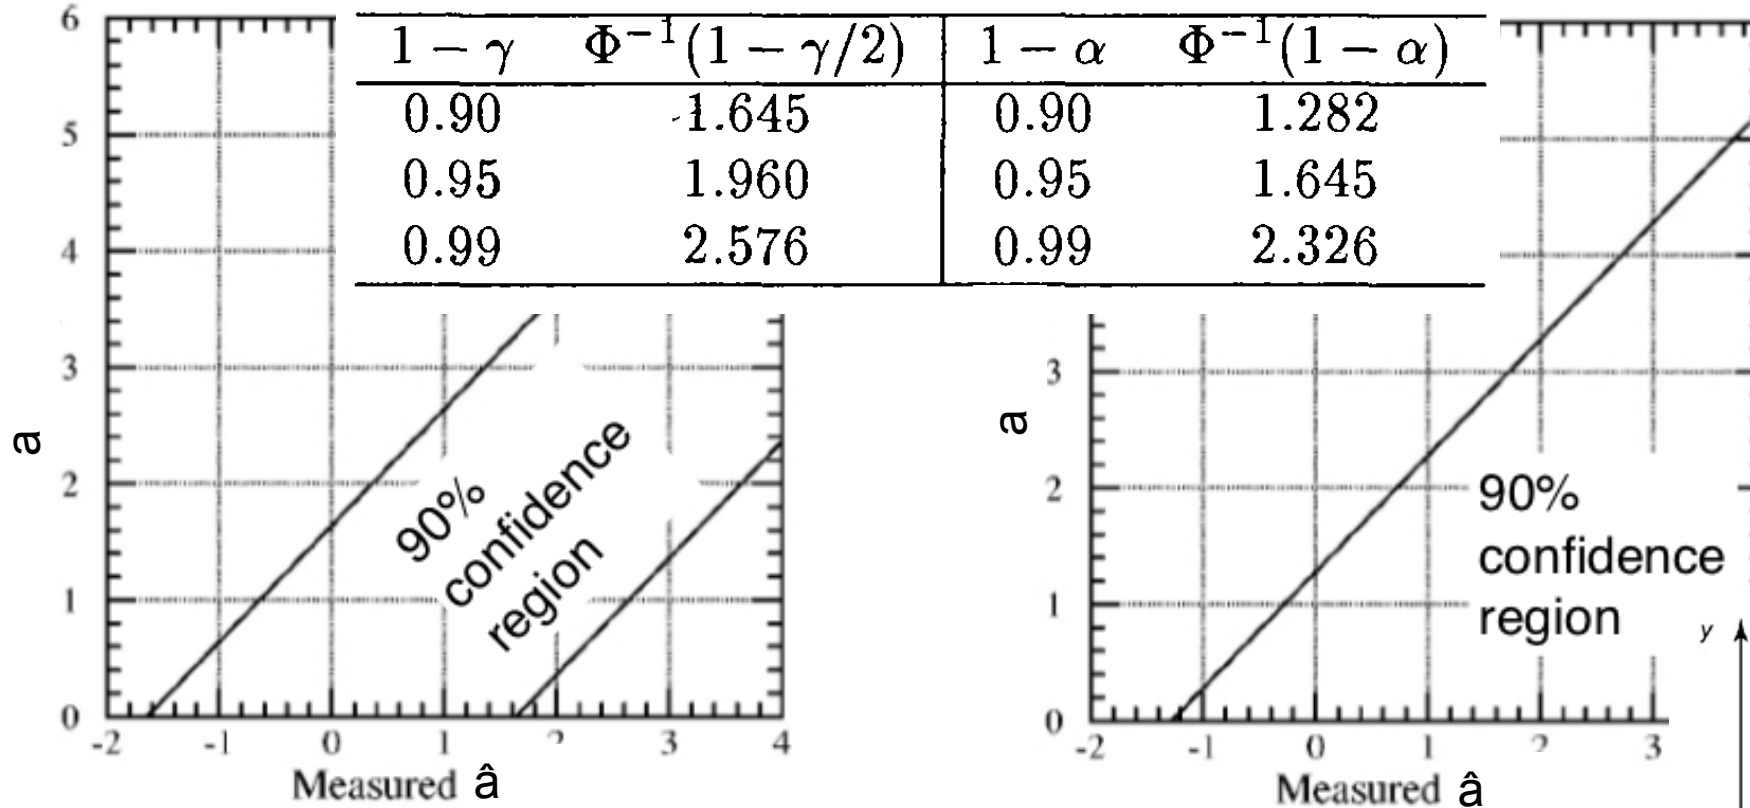 1 − γ Φ⁻¹(1 − γ/2) 1 − α Φ⁻¹(1 − α)
0.90 1.645 0.90 1.282
0.95 1.960 0.95 1.645
0.99 2.576 0.99 2.326
6
5
4
3
2
1
0
a
90%
confidence
region
-2 -1 0 1 2 3 4
Measured â
3
2
1
0
a
90%
confidence
region
y
-2 -1 0 1 2 3
Measured â